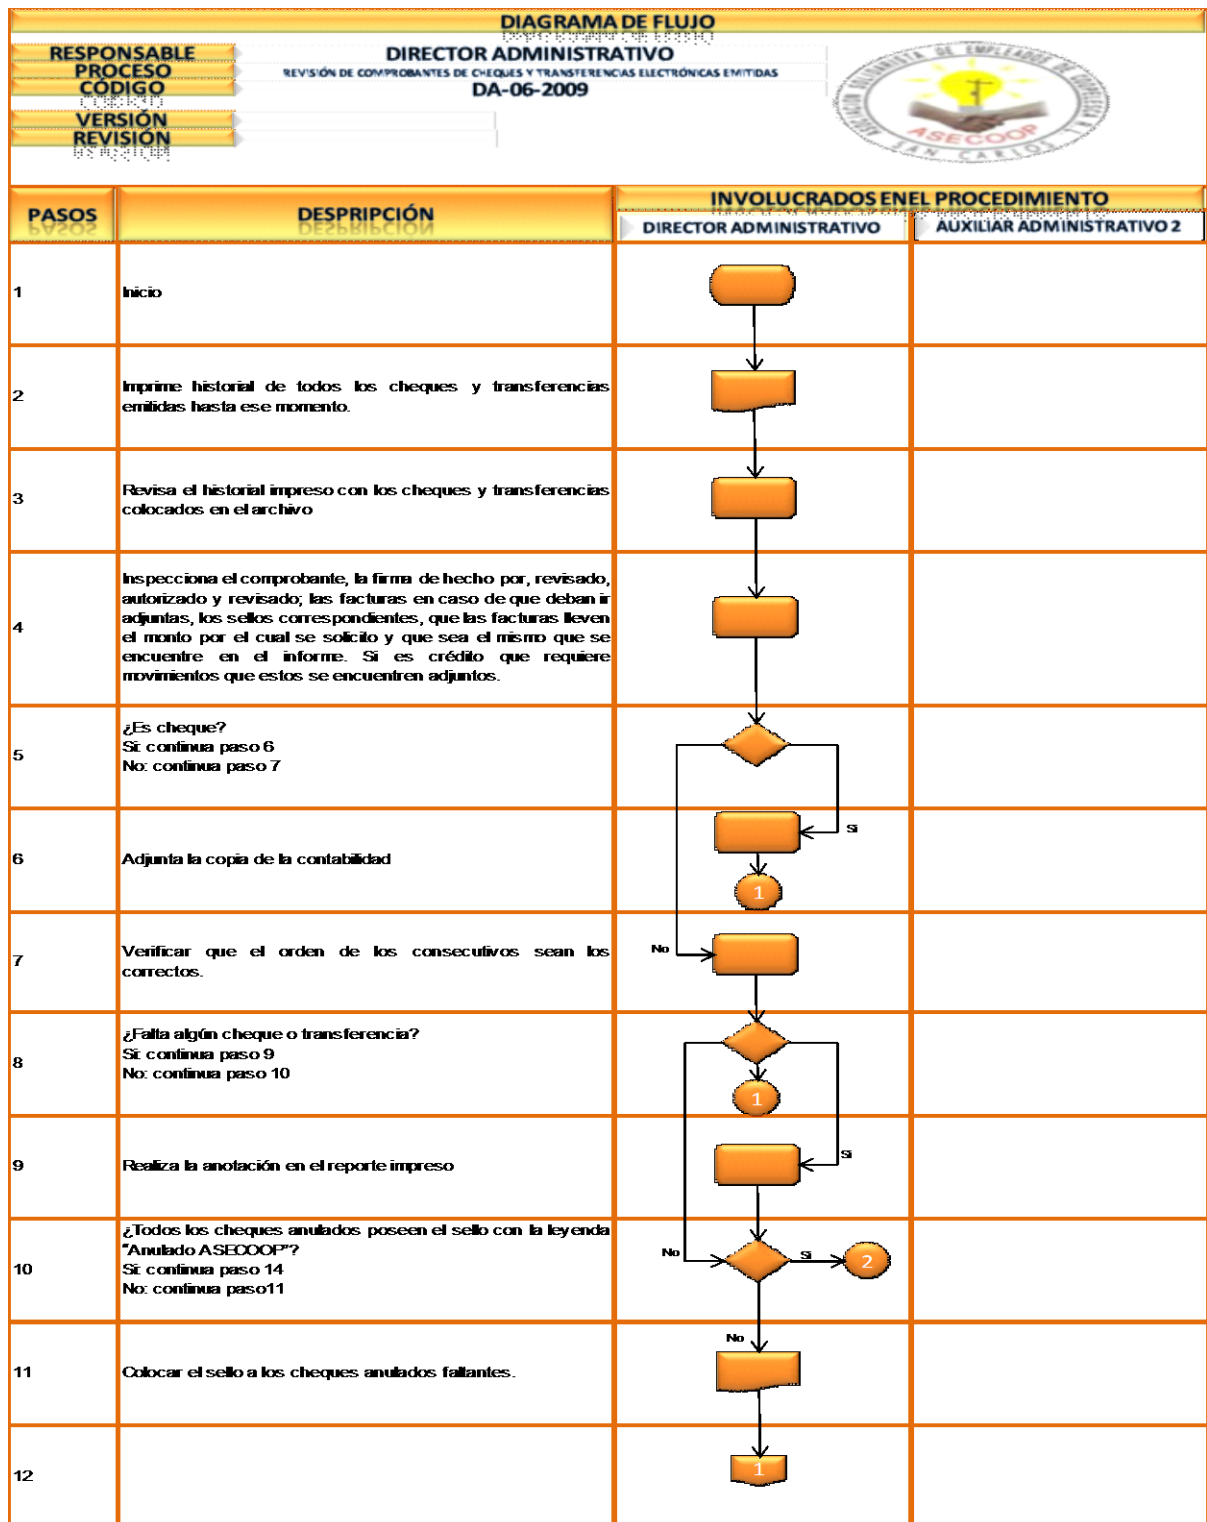 DIAGRAMA DE FLUJO
RESPONSABLE
DIRECTOR ADMINISTRATIVO
PROCESO
REVISIÓN DE COMPROBANTES DE CHEQUES Y TRANSFERENCIAS ELECTRÓNICAS EMITIDAS
CÓDIGO
DA-06-2009
VERSIÓN
REVISIÓN
ASOCIACIÓN SOLIDARISTA DE EMPLEADOS DE COOPELESCA R.L.
ASECOOP
SAN CARLOS
PASOS
DESPRIPCIÓN
INVOLUCRADOS ENEL PROCEDIMIENTO
DIRECTOR ADMINISTRATIVO
AUXILIAR ADMINISTRATIVO 2
1
Inicio
2
Imprime historial de todos los cheques y transferencias
emitidas hasta ese momento.
3
Revisa el historial impreso con los cheques y transferencias
colocados en el archivo
4
Inspecciona el comprobante, la firma de hecho por, revisado,
autorizado y revisado; las facturas en caso de que deban ir
adjuntas, los sellos correspondientes, que las facturas lleven
el monto por el cual se solicito y que sea el mismo que se
encuentre en el informe. Si es crédito que requiere
movimientos que estos se encuentren adjuntos.
5
¿Es cheque?
Si: continua paso 6
No: continua paso 7
Si
6
Adjunta la copia de la contabilidad
1
7
Verificar que el orden de los consecutivos sean los
correctos.
No
8
¿Falta algún cheque o transferencia?
Si: continua paso 9
No: continua paso 10
1
9
Realiza la anotación en el reporte impreso
Si
10
¿Todos los cheques anulados poseen el sello con la leyenda
"Anulado ASECOOP"?
Si: continua paso 14
No: continua paso11
No
Si
2
11
Colocar el sello a los cheques anulados faltantes.
No
12
1